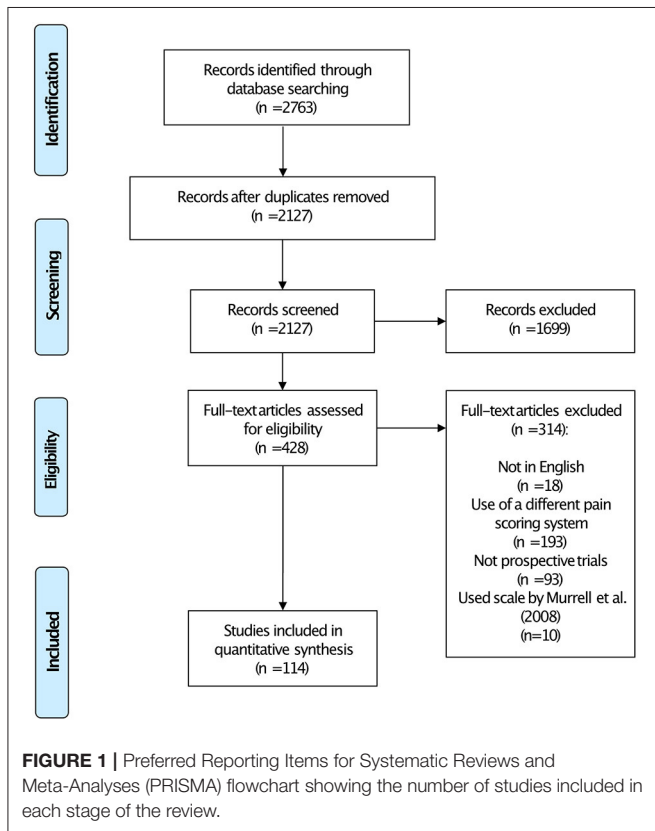 Identification
Records identified through
database searching
(n =2763)
Records after duplicates removed
(n =2127)
Screening
Records screened
(n =2127)
Records excluded
(n =1699)
Eligibility
Full-text articles assessed
for eligibility
(n =428)
Full-text articles excluded
(n =314):
Not in English
(n =18)
Use of a different pain
scoring system
(n =193)
Not prospective trials
(n =93)
Used scale by Murrell et al.
(2008)
(n=10)
Included
Studies included in
quantitative synthesis
(n =114)
FIGURE 1 | Preferred Reporting Items for Systematic Reviews and
Meta-Analyses (PRISMA) flowchart showing the number of studies included in
each stage of the review.